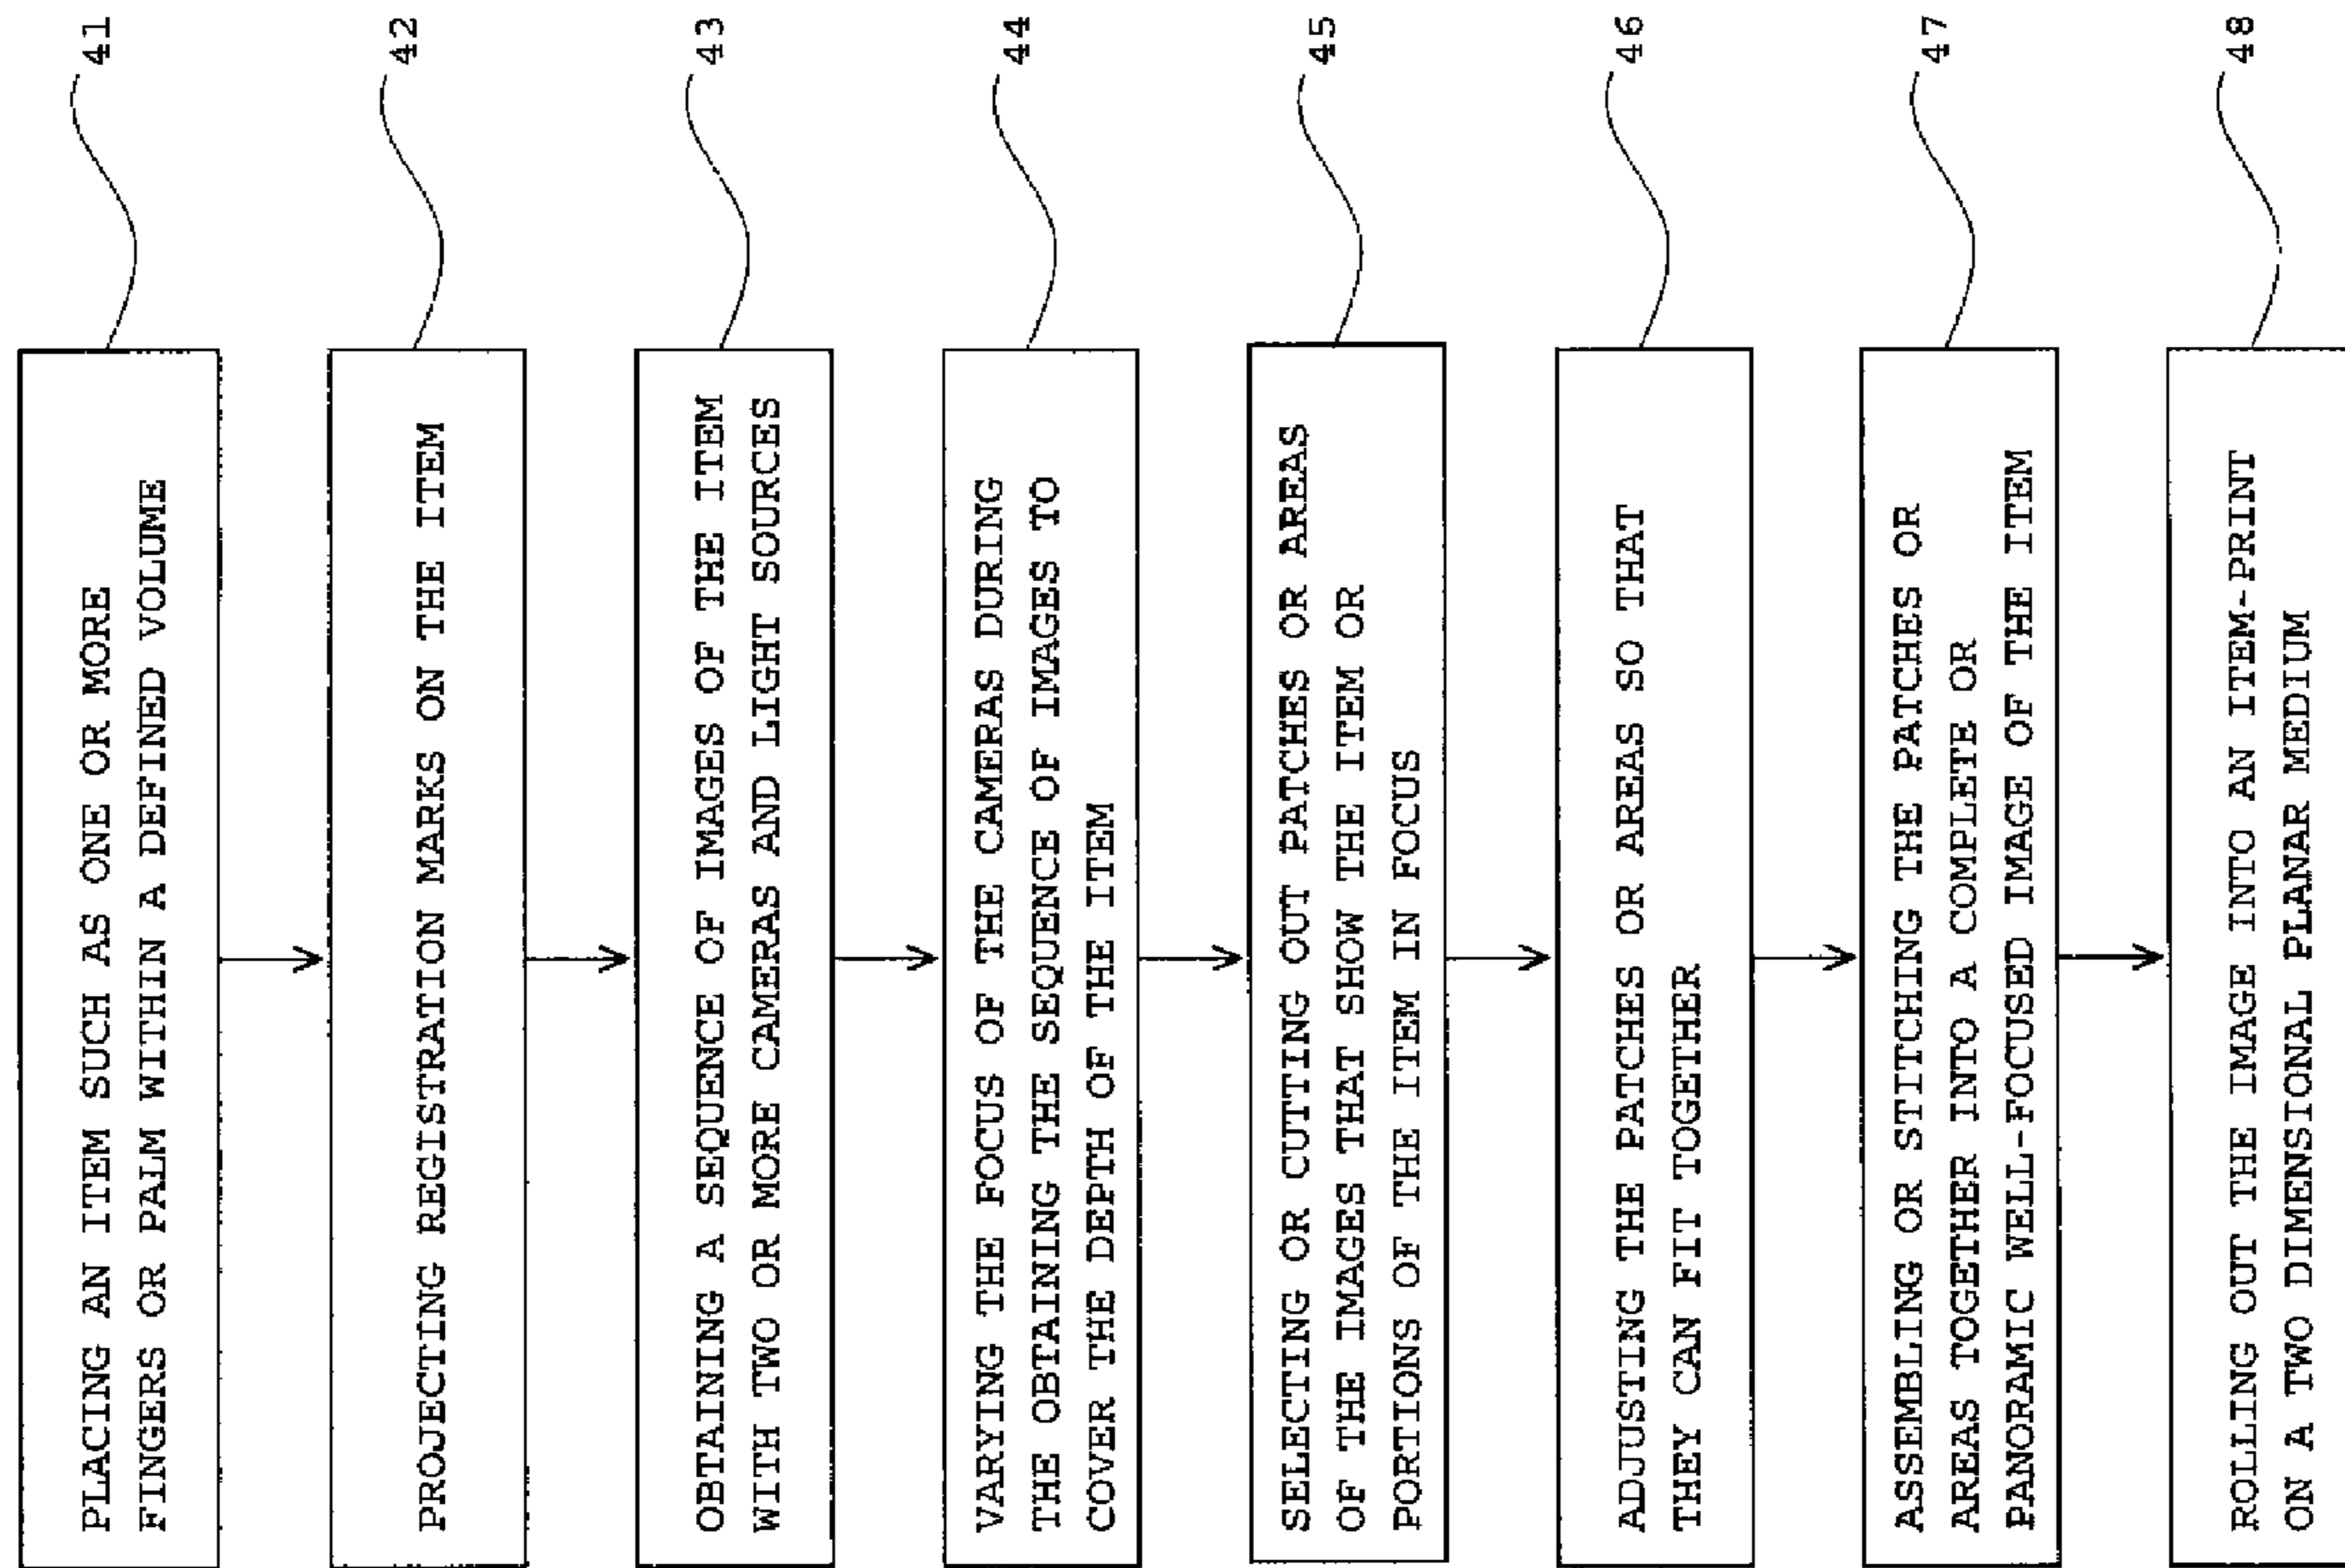 PLACING AN ITEM SUCH AS ONE OR MORE
FINGERS OR PALM WITHIN A DEFINED VOLUME
41
PROJECTING REGISTRATION MARKS ON THE ITEM
42
OBTAINING A SEQUENCE OF IMAGES OF THE ITEM
WITH TWO OR MORE CAMERAS AND LIGHT SOURCES
43
VARYING THE FOCUS OF THE CAMERAS DURING
THE OBTAINING THE SEQUENCE OF IMAGES TO
COVER THE DEPTH OF THE ITEM
44
SELECTING OR CUTTING OUT PATCHES OR AREAS
OF THE IMAGES THAT SHOW THE ITEM OR
PORTIONS OF THE ITEM IN FOCUS
45
ADJUSTING THE PATCHES OR AREAS SO THAT
THEY CAN FIT TOGETHER
46
ASSEMBLING OR STITCHING THE PATCHES OR
AREAS TOGETHER INTO A COMPLETE OR
PANORAMIC WELL-FOCUSED IMAGE OF THE ITEM
47
ROLLING OUT THE IMAGE INTO AN ITEM-PRINT
ON A TWO DIMENSIONAL PLANAR MEDIUM
48